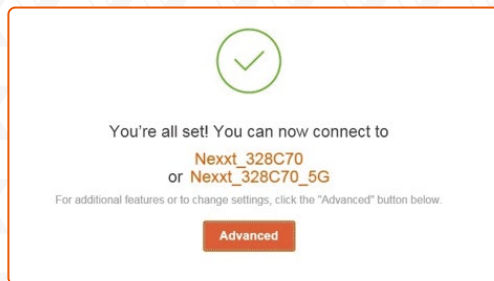 You're all set! You can now connect to
Nexxt_328C70
or Nexxt_328C70_5G
For additional features or to change settings, click the "Advanced" button below.
Advanced